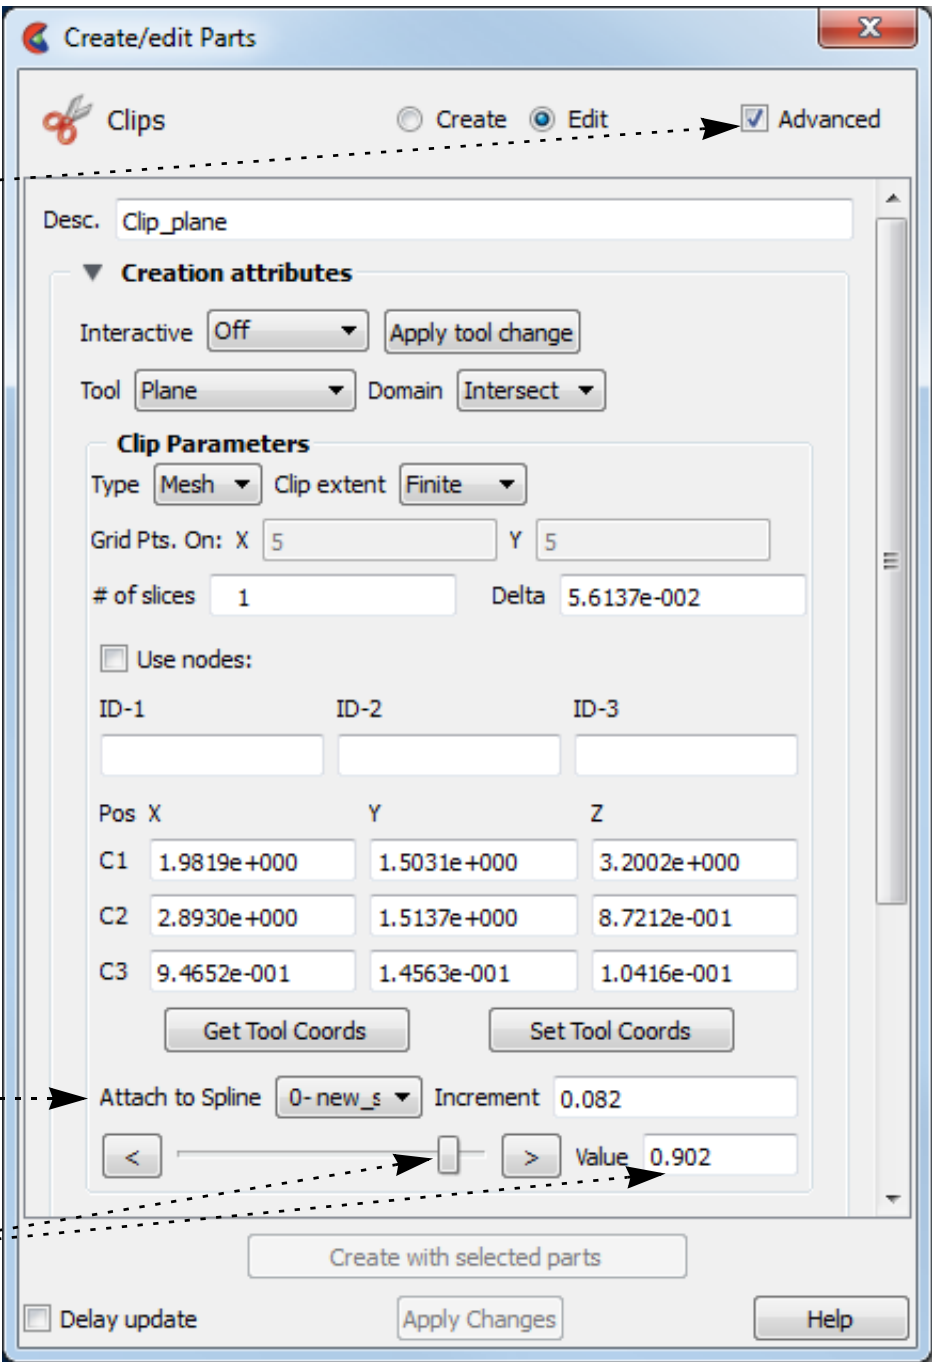 Create/edit Parts
x
Clips Create Edit Advanced
Desc. Clip_plane
Creation attributes
Interactive Off Apply tool change
Tool Plane Domain Intersect
Clip Parameters
Type Mesh Clip extent Finite
Grid Pts. On: X 5 Y 5
# of slices 1 Delta 5.6137e-002
Use nodes:
ID-1 ID-2 ID-3
Pos X Y Z
C1 1.9819e+000 1.5031e+000 3.2002e+000
C2 2.8930e+000 1.5137e+000 8.7212e-001
C3 9.4652e-001 1.4563e-001 1.0416e-001
Get Tool Coords Set Tool Coords
Attach to Spline 0- new_s Increment 0.082
< > Value 0.902
Create with selected parts
Delay update Apply Changes Help